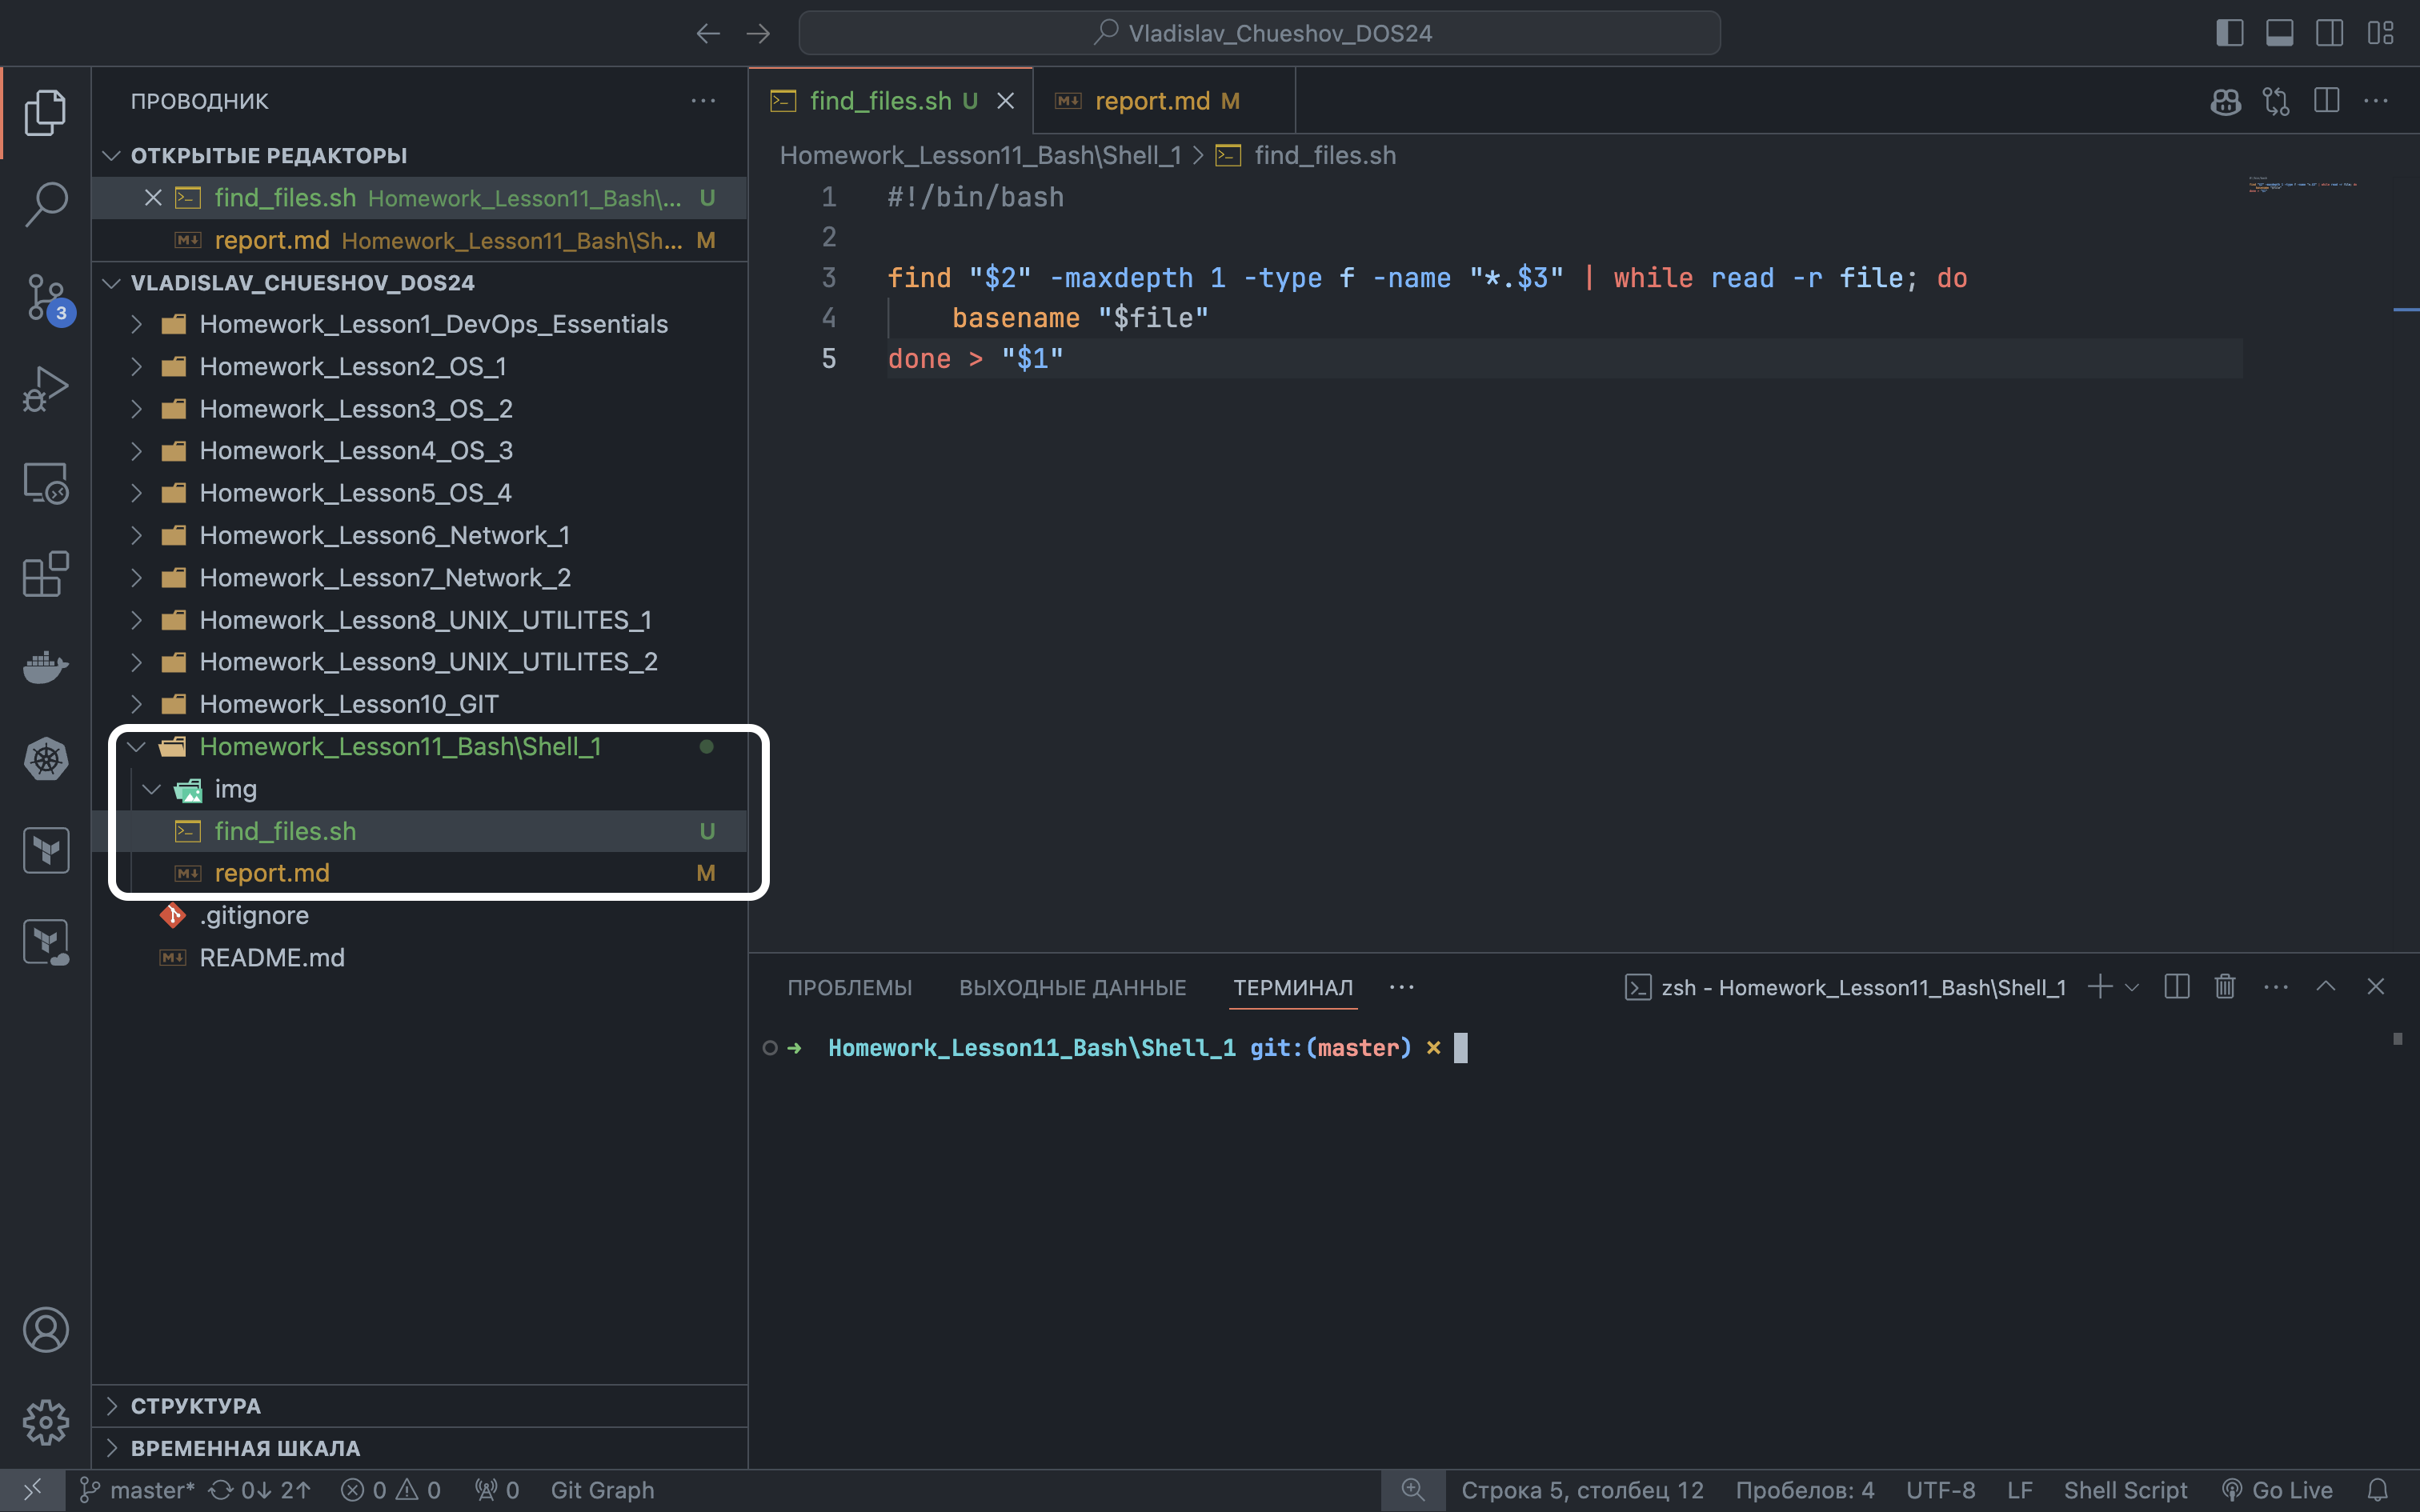 Vladislav_Chueshov_DOS24
ПРОВОДНИК
ОТКРЫТЫЕ РЕДАКТОРЫ
find_files.sh Homework_Lesson11_Bash\... U
report.md Homework_Lesson11_Bash\Sh... M
VLADISLAV_CHUESHOV_DOS24
Homework_Lesson1_DevOps_Essentials
Homework_Lesson2_OS_1
Homework_Lesson3_OS_2
Homework_Lesson4_OS_3
Homework_Lesson5_OS_4
Homework_Lesson6_Network_1
Homework_Lesson7_Network_2
Homework_Lesson8_UNIX_UTILITES_1
Homework_Lesson9_UNIX_UTILITES_2
Homework_Lesson10_GIT
Homework_Lesson11_Bash\Shell_1
img
find_files.sh U
report.md M
.gitignore
README.md
СТРУКТУРА
ВРЕМЕННАЯ ШКАЛА
3
find_files.sh U report.md M
Homework_Lesson11_Bash\Shell_1 > find_files.sh
1 #!/bin/bash
2
3 find "$2" -maxdepth 1 -type f -name "*.$3" | while read -r file; do
4 basename "$file"
5 done > "$1"
ПРОБЛЕМЫ ВЫХОДНЫЕ ДАННЫЕ ТЕРМИНАЛ ... zsh - Homework_Lesson11_Bash\Shell_1
➜ Homework_Lesson11_Bash\Shell_1 git:(master) ✗
master* 0↓ 2↑ 0 0 0 Git Graph Строка 5, столбец 12 Пробелов: 4 UTF-8 LF Shell Script Go Live